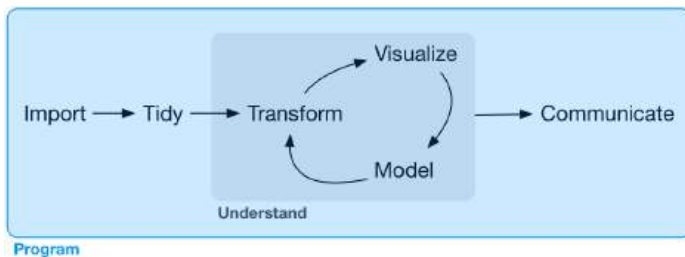 Visualize
Import Tidy Transform Communicate
Model
Understand
Program